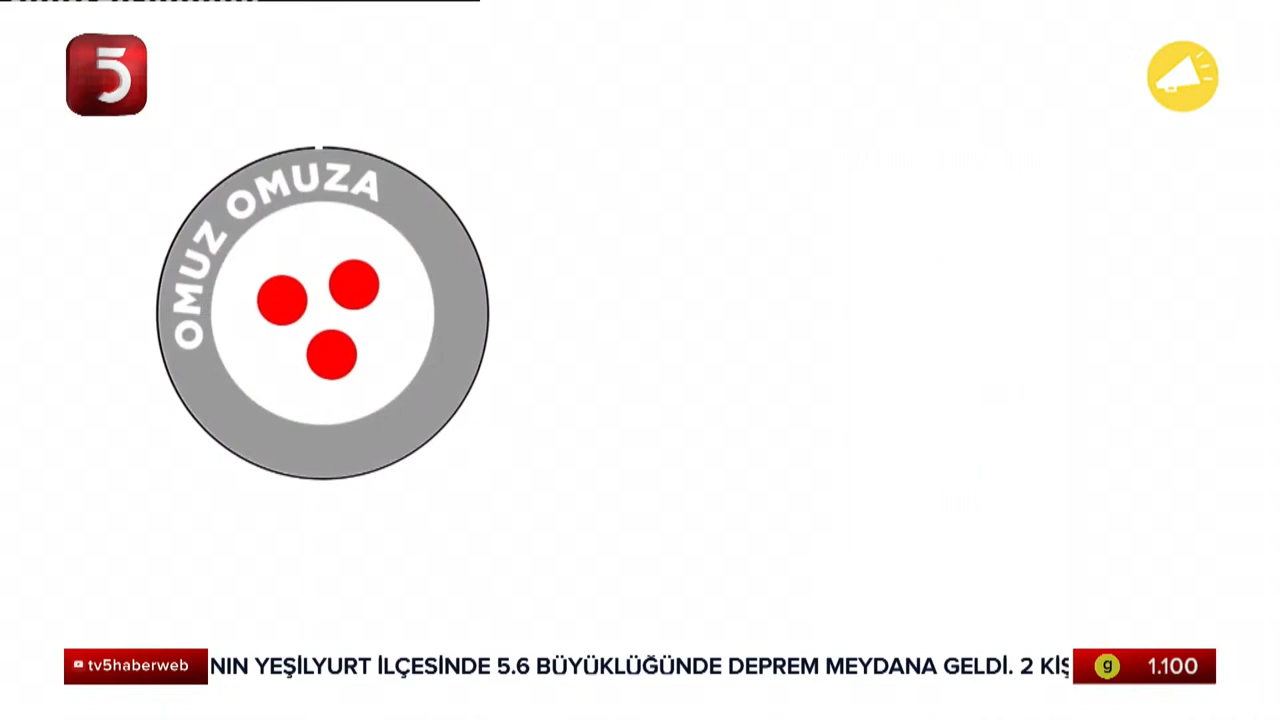 5
OMUZ OMUZA
tv5haberweb
NIN YEŞİLYURT İLÇESİNDE 5.6 BÜYÜKLÜĞÜNDE DEPREM MEYDANA GELDİ. 2 KİŞ
g 1.100